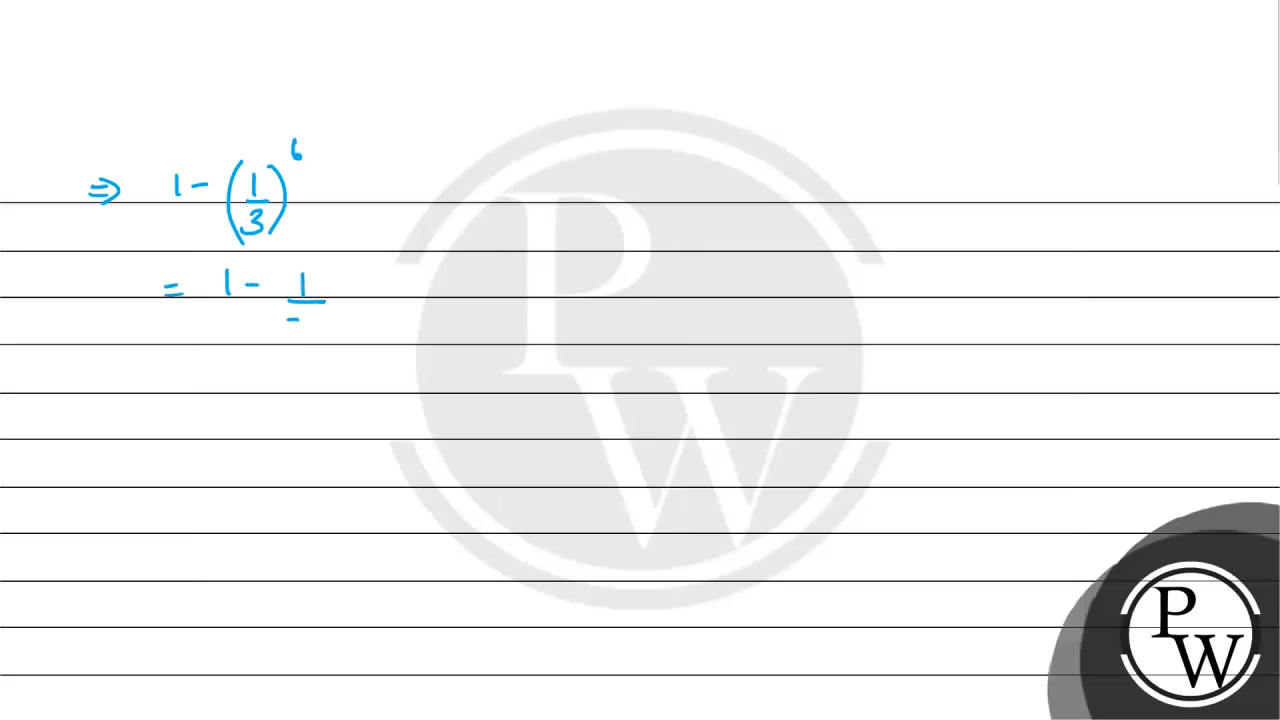 ⇒ 1 - (1/3)^6
= 1 - 1/-
P
W
P
W